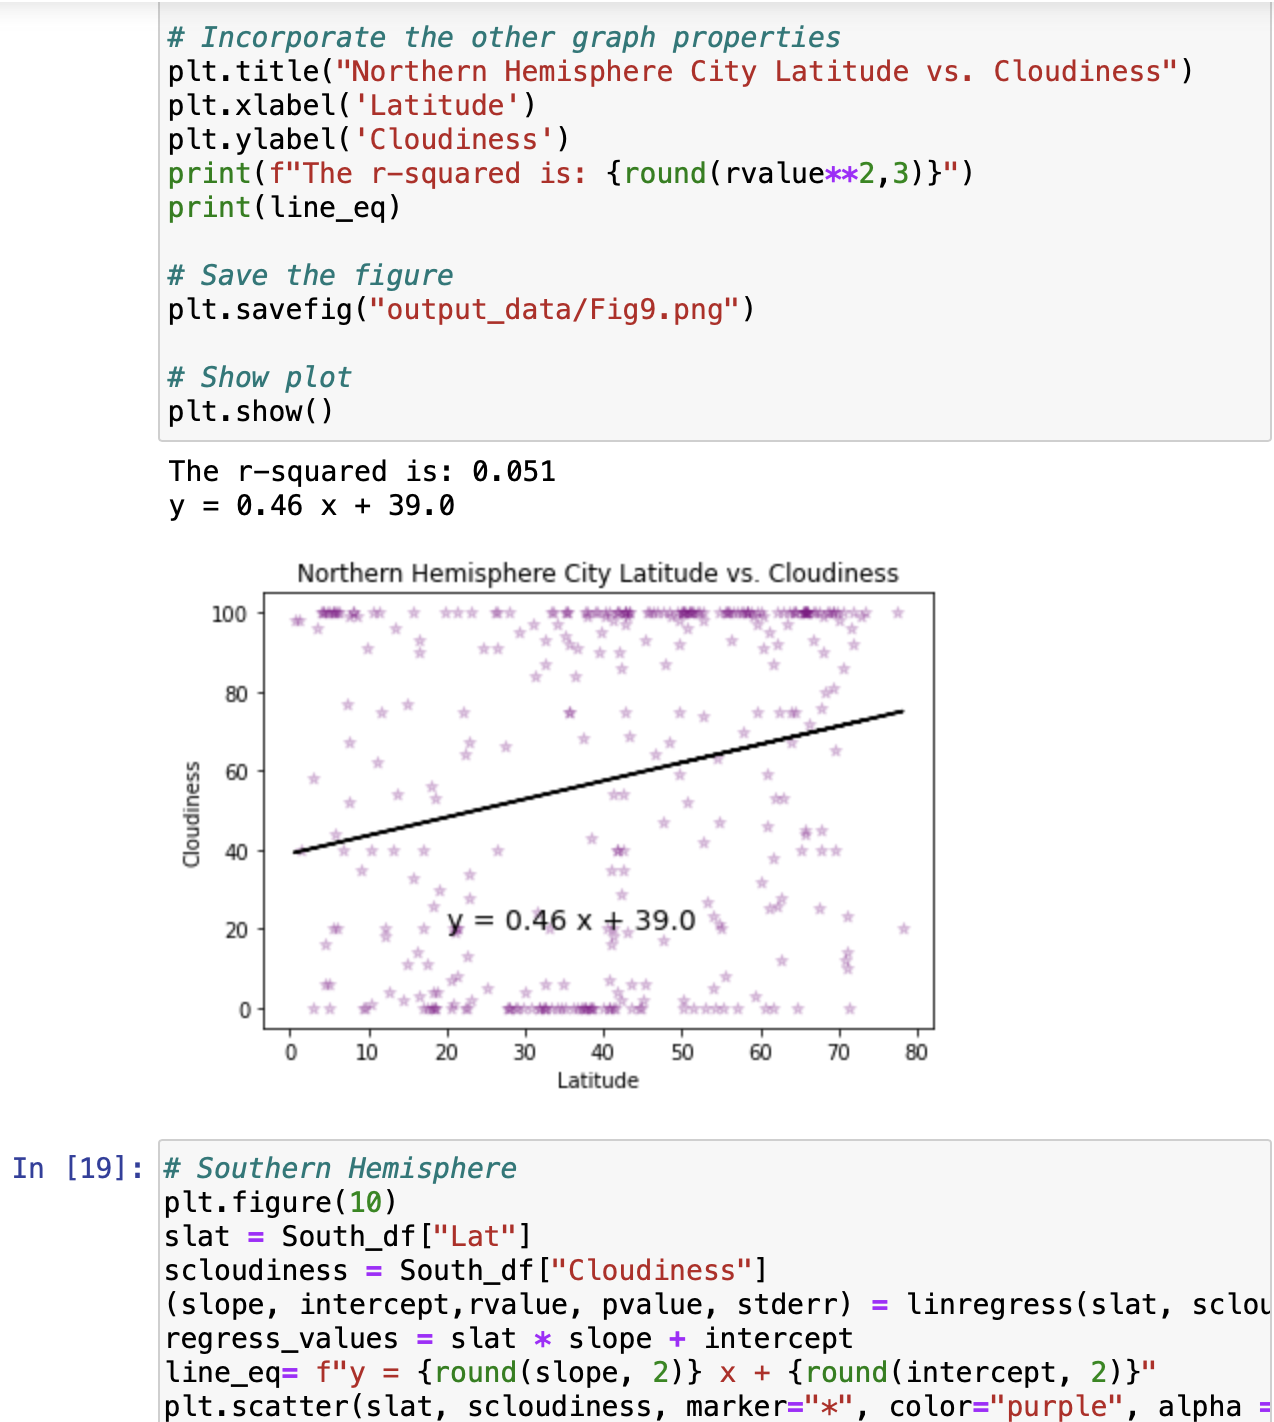 # Incorporate the other graph properties
plt.title("Northern Hemisphere City Latitude vs. Cloudiness")
plt.xlabel('Latitude')
plt.ylabel('Cloudiness')
print(f"The r-squared is: {round(rvalue**2,3)}")
print(line_eq)
# Save the figure
plt.savefig("output_data/Fig9.png")
# Show plot
plt.show()
The r-squared is: 0.051
y = 0.46 x + 39.0
Northern Hemisphere City Latitude vs. Cloudiness
100
80
60
40
20
0
Cloudiness
y = 0.46 x + 39.0
0 10 20 30 40 50 60 70 80
Latitude
In [19]:
# Southern Hemisphere
plt.figure(10)
slat = South_df["Lat"]
scloudiness = South_df["Cloudiness"]
(slope, intercept,rvalue, pvalue, stderr) = linregress(slat, sclou
regress_values = slat * slope + intercept
line_eq= f"y = {round(slope, 2)} x + {round(intercept, 2)}"
plt.scatter(slat, scloudiness, marker="*", color="purple", alpha =